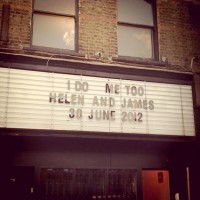 I DO ME TOO
HELEN AND JAMES
30 JUNE 2012